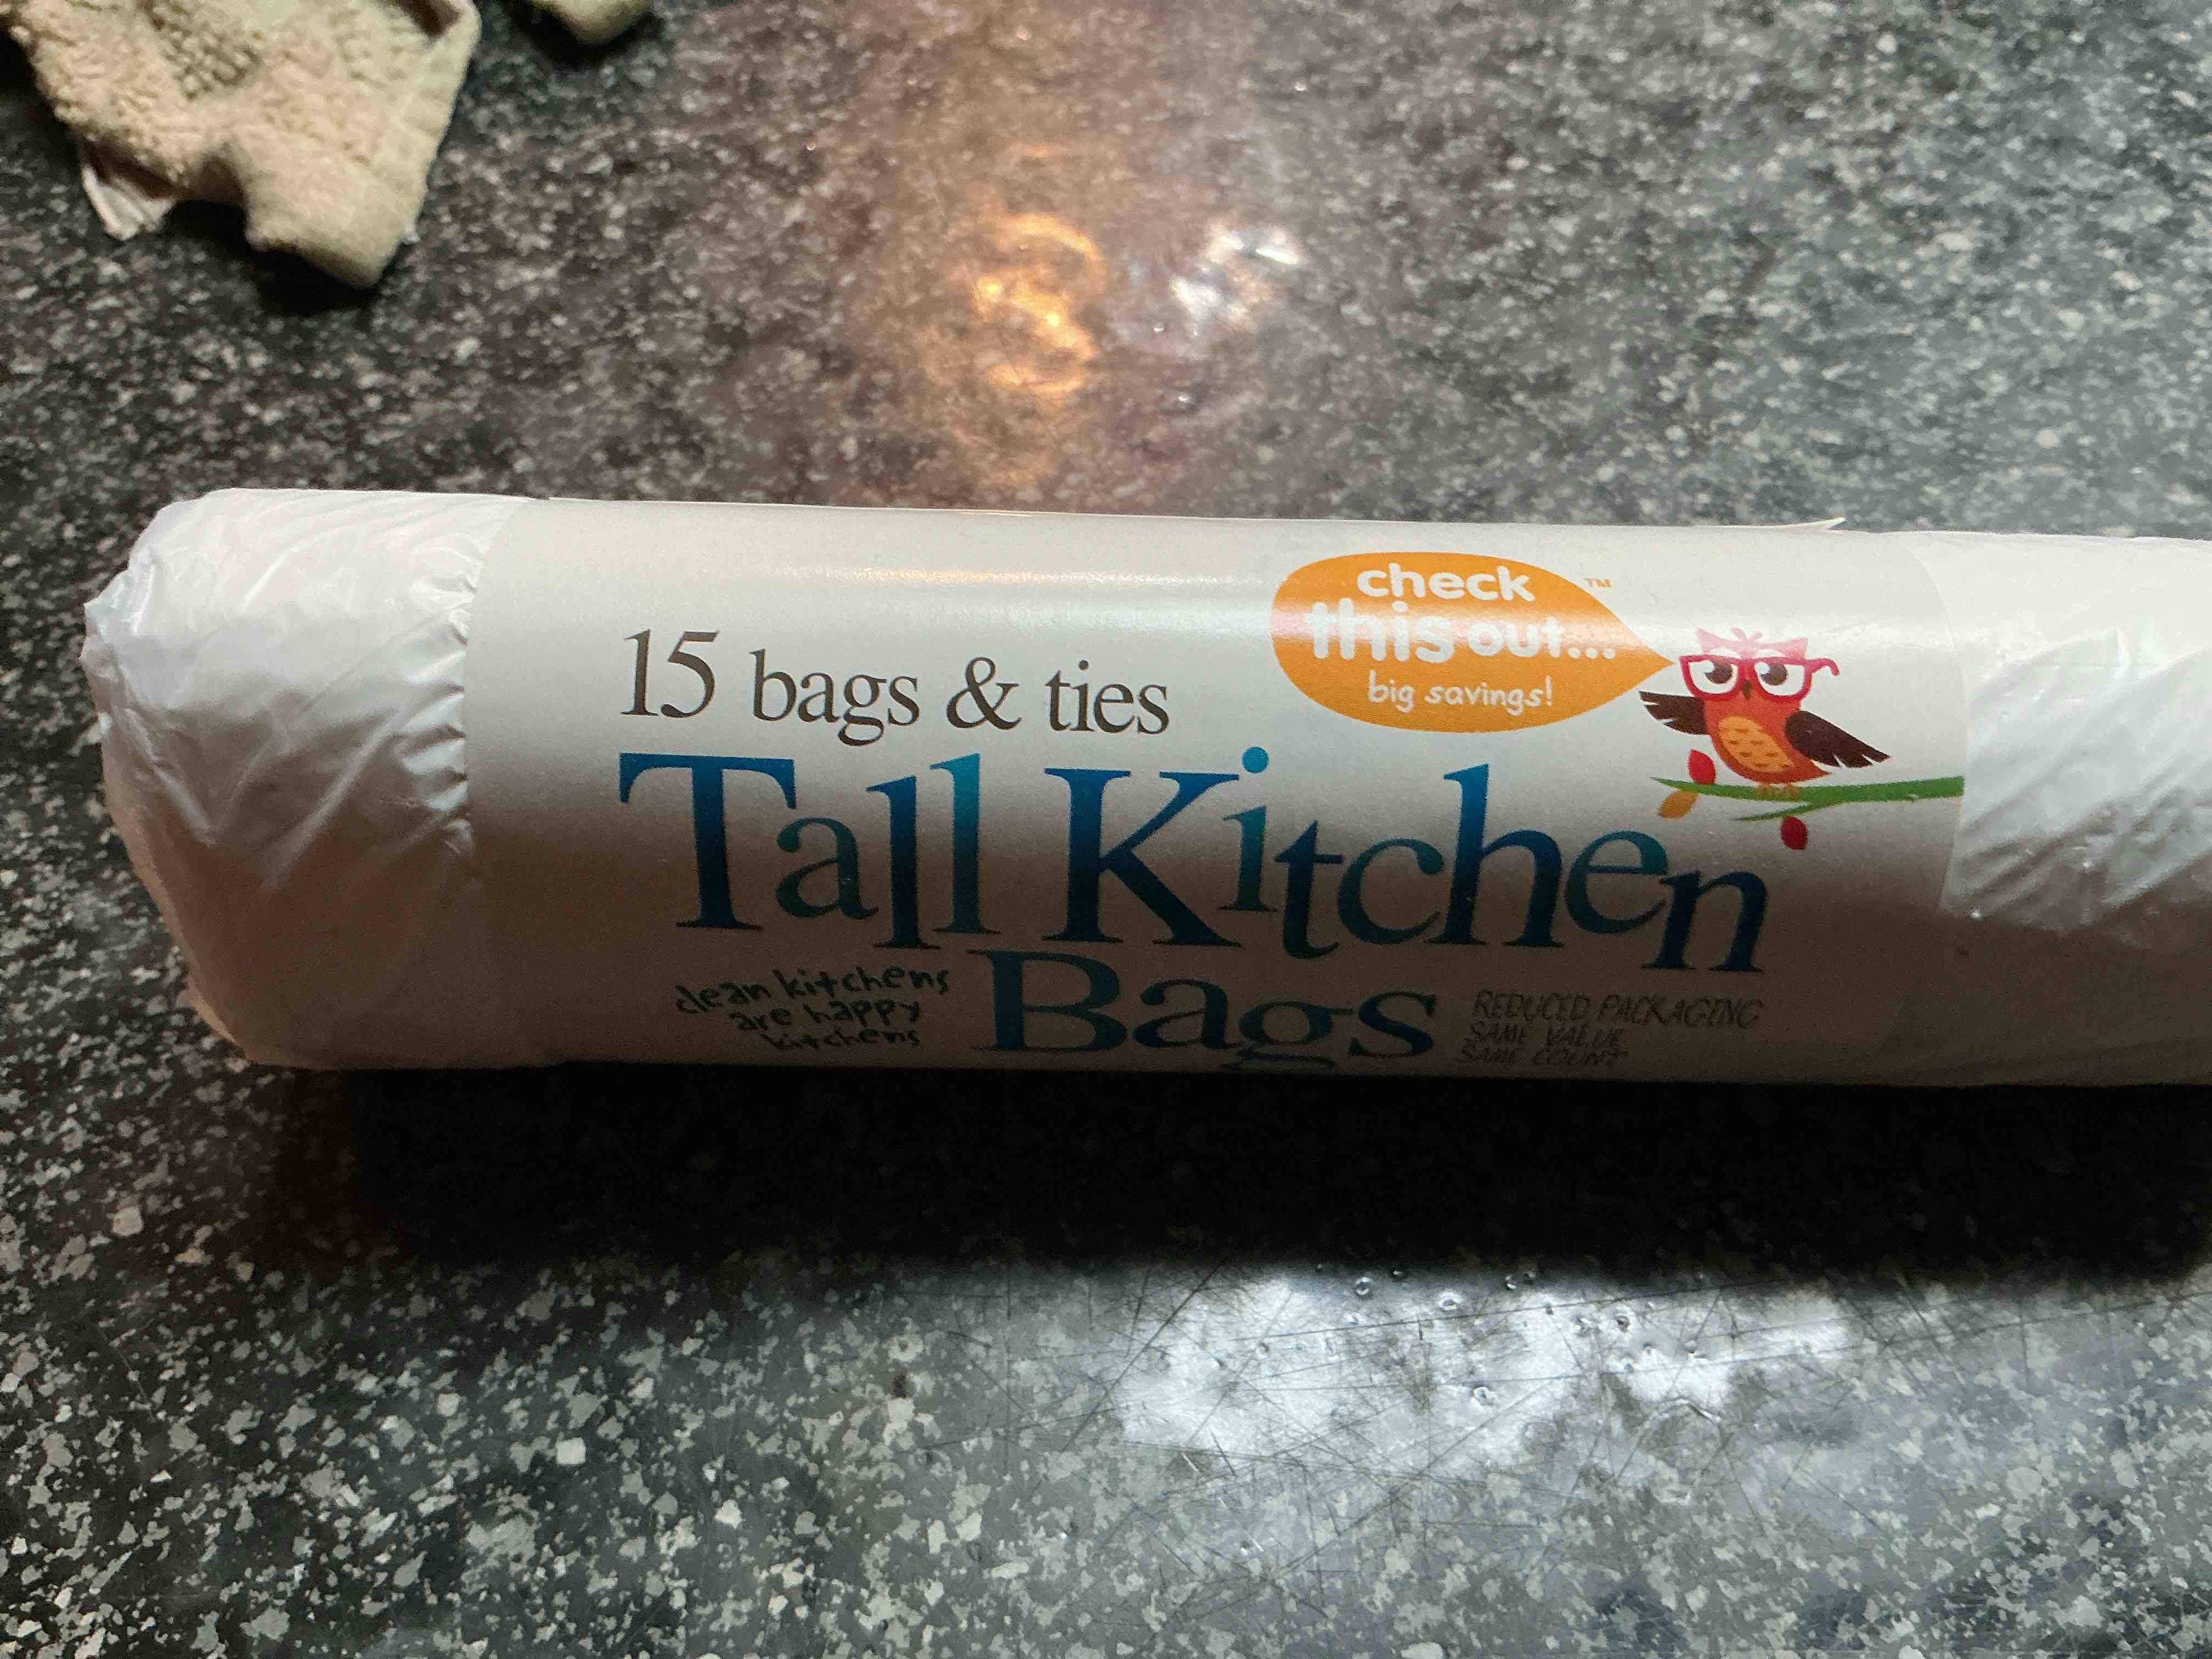 check
this out...™
big savings!
15 bags & ties
Tall Kitchen
Bags
clean kitchens
are happy
kitchens
REDUCED PACKAGING
SAME VALUE
SAME COUNT